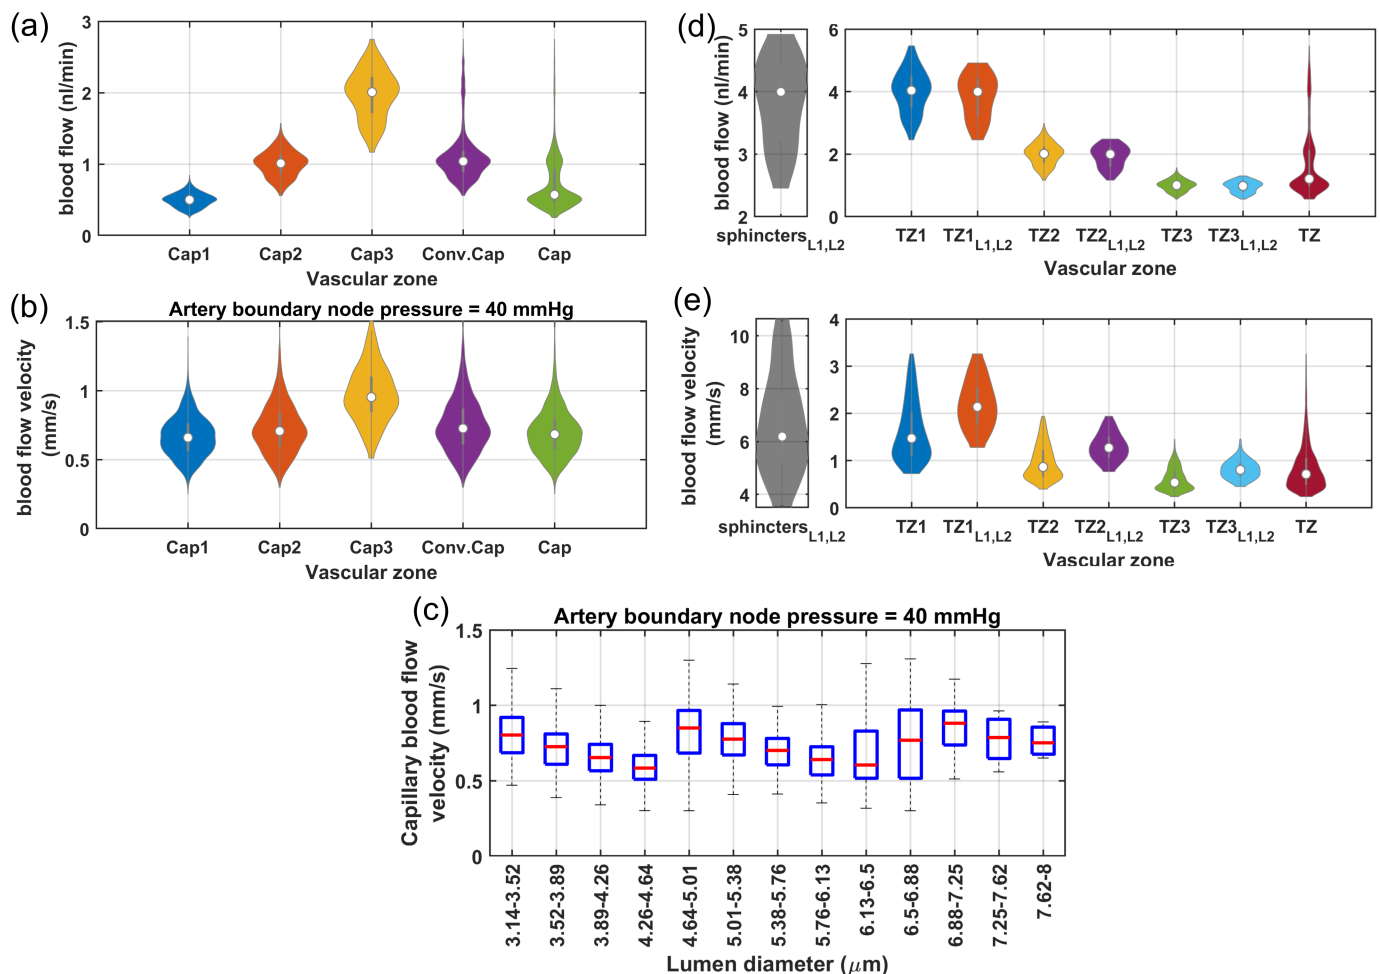 (a)
blood flow (nl/min)
3
2
1
0
Cap1 Cap2 Cap3 Conv.Cap Cap
Vascular zone
(b)
Artery boundary node pressure = 40 mmHg
blood flow velocity
(mm/s)
1.5
1
0.5
0
Cap1 Cap2 Cap3 Conv.Cap Cap
Vascular zone
(d)
blood flow (nl/min)
5
4
3
2
sphinctersL1,L2
6
4
2
0
TZ1 TZ1L1,L2 TZ2 TZ2L1,L2 TZ3 TZ3L1,L2 TZ
Vascular zone
(e)
blood flow velocity
(mm/s)
10
8
6
4
sphinctersL1,L2
4
3
2
1
0
TZ1 TZ1L1,L2 TZ2 TZ2L1,L2 TZ3 TZ3L1,L2 TZ
Vascular zone
(c)
Artery boundary node pressure = 40 mmHg
Capillary blood flow
velocity (mm/s)
1.5
1
0.5
0
3.14-3.52
3.52-3.89
3.89-4.26
4.26-4.64
4.64-5.01
5.01-5.38
5.38-5.76
5.76-6.13
6.13-6.5
6.5-6.88
6.88-7.25
7.25-7.62
7.62-8
Lumen diameter (μm)